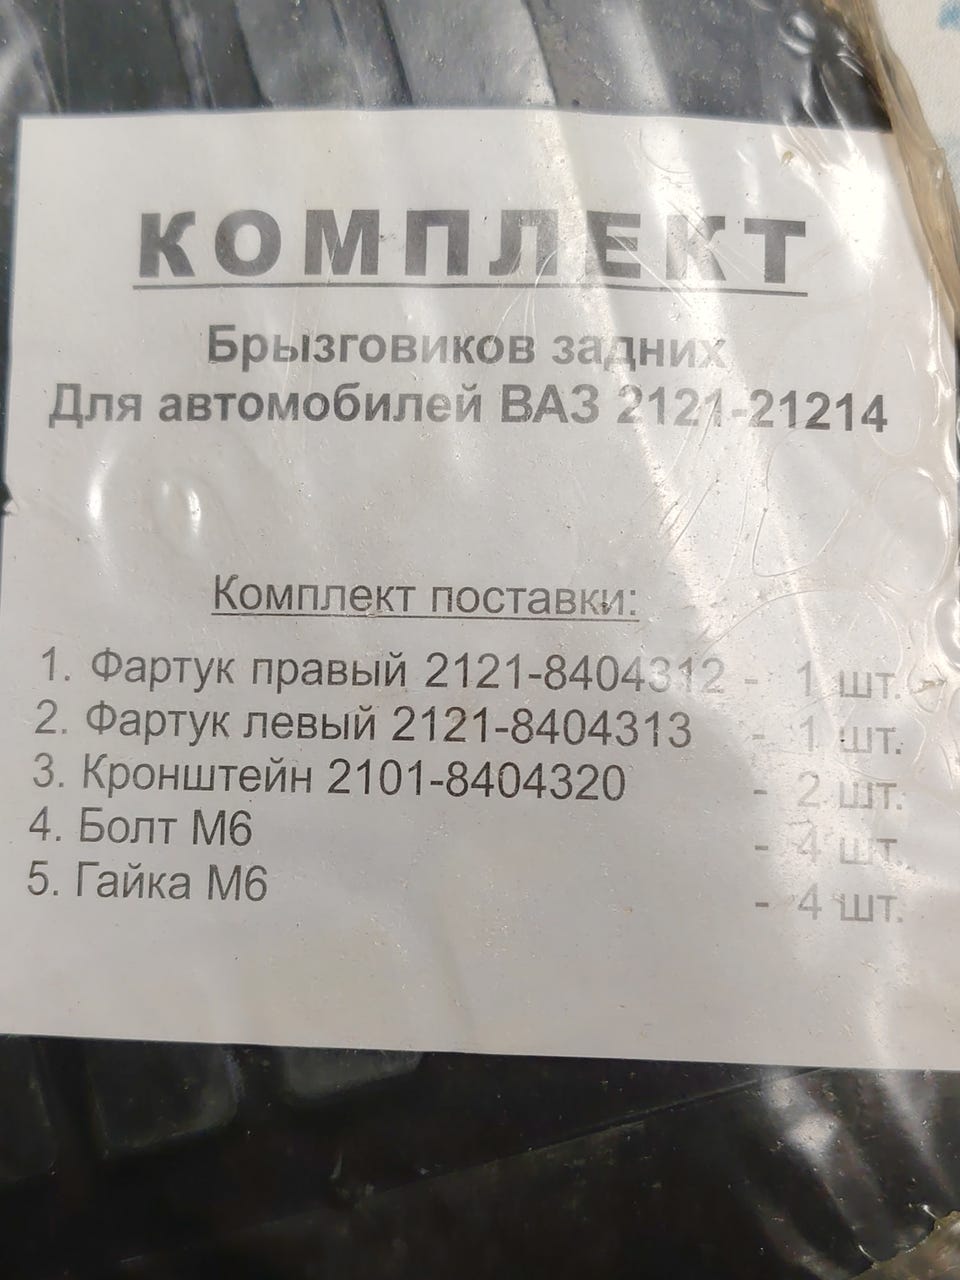 КОМПЛЕКТ
Брызговиков задних
Для автомобилей ВАЗ 2121-21214
Комплект поставки:
1. Фартук правый 2121-8404312 - 1 шт.
2. Фартук левый 2121-8404313 - 1 шт.
3. Кронштейн 2101-8404320 - 2 шт.
4. Болт М6 - 4 шт.
5. Гайка М6 - 4 шт.